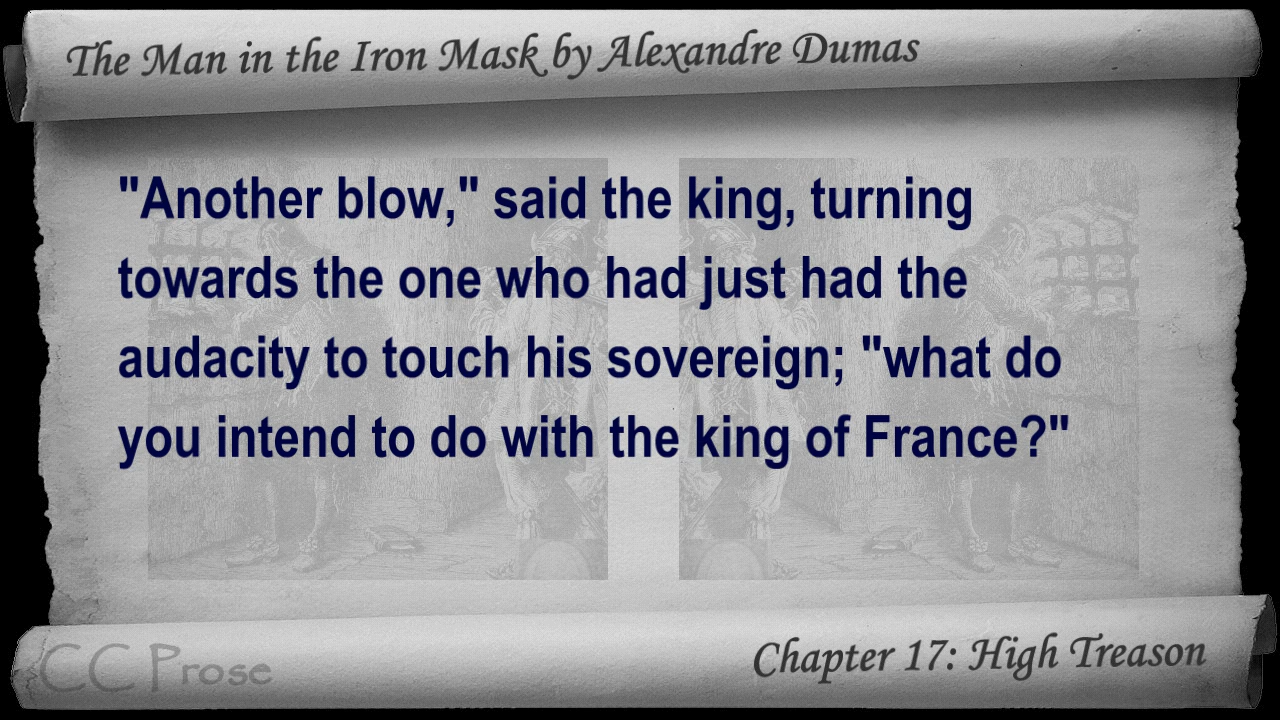 The Man in the Iron Mask by Alexandre Dumas
"Another blow," said the king, turning
towards the one who had just had the
audacity to touch his sovereign; "what do
you intend to do with the king of France?"
CC Prose
Chapter 17: High Treason